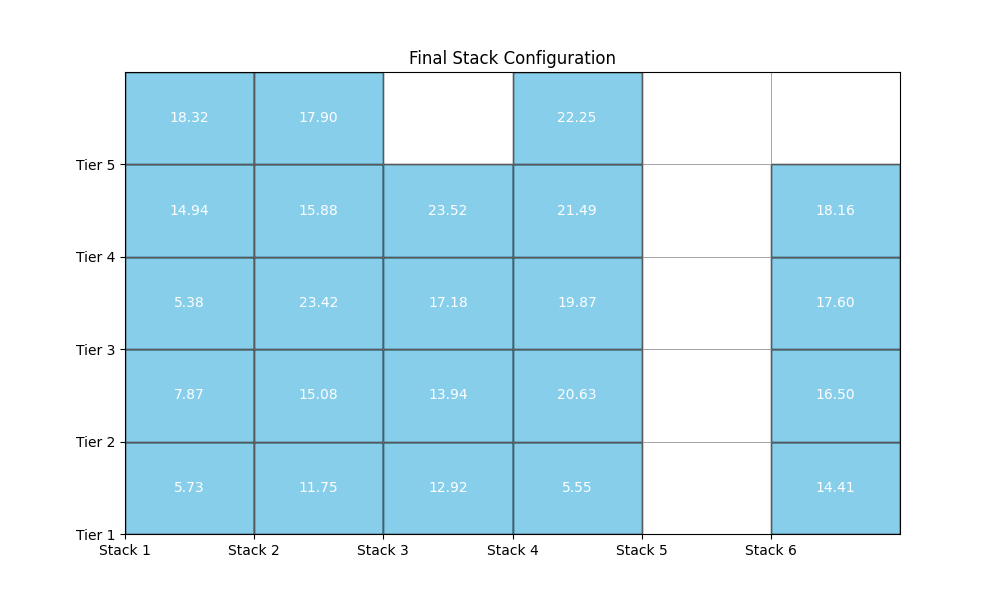 Final Stack Configuration
18.32 17.90 22.25
Tier 5
14.94 15.88 23.52 21.49 18.16
Tier 4
5.38 23.42 17.18 19.87 17.60
Tier 3
7.87 15.08 13.94 20.63 16.50
Tier 2
5.73 11.75 12.92 5.55 14.41
Tier 1
Stack 1 Stack 2 Stack 3 Stack 4 Stack 5 Stack 6